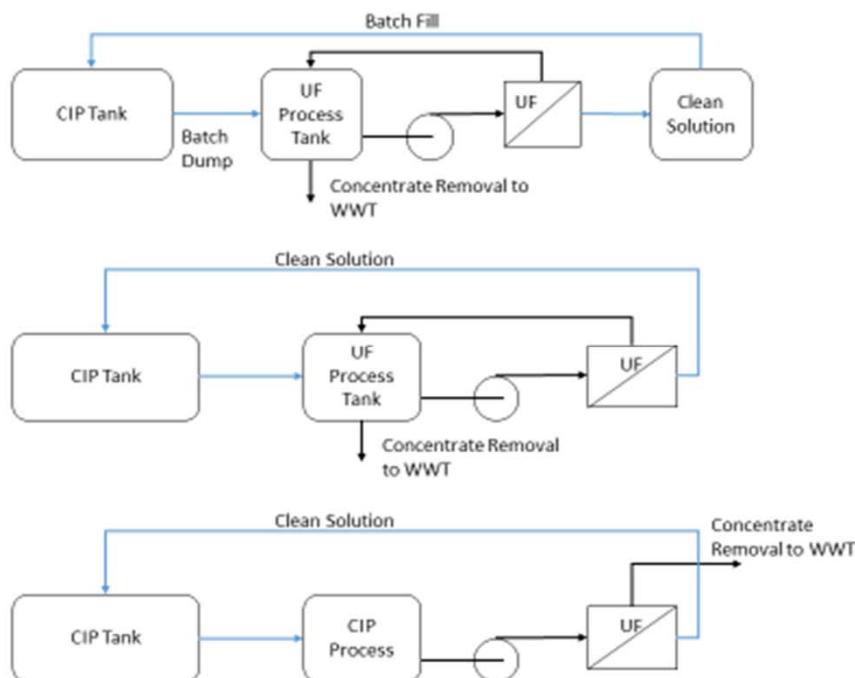 Batch Fill
CIP Tank
Batch
Dump
UF
Process
Tank
UF
Clean
Solution
Concentrate Removal to
WWT
Clean Solution
CIP Tank
UF
Process
Tank
UF
Concentrate Removal
to WWT
Clean Solution
Concentrate
Removal to WWT
CIP Tank
CIP
Process
UF